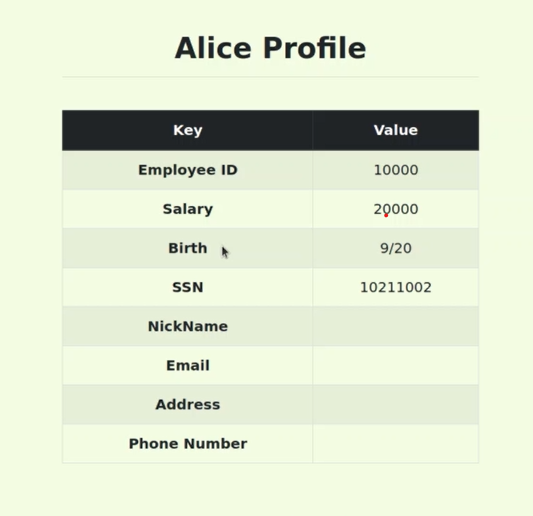 Alice Profile
Key Value
Employee ID 10000
Salary 20000
Birth 9/20
SSN 10211002
NickName
Email
Address
Phone Number